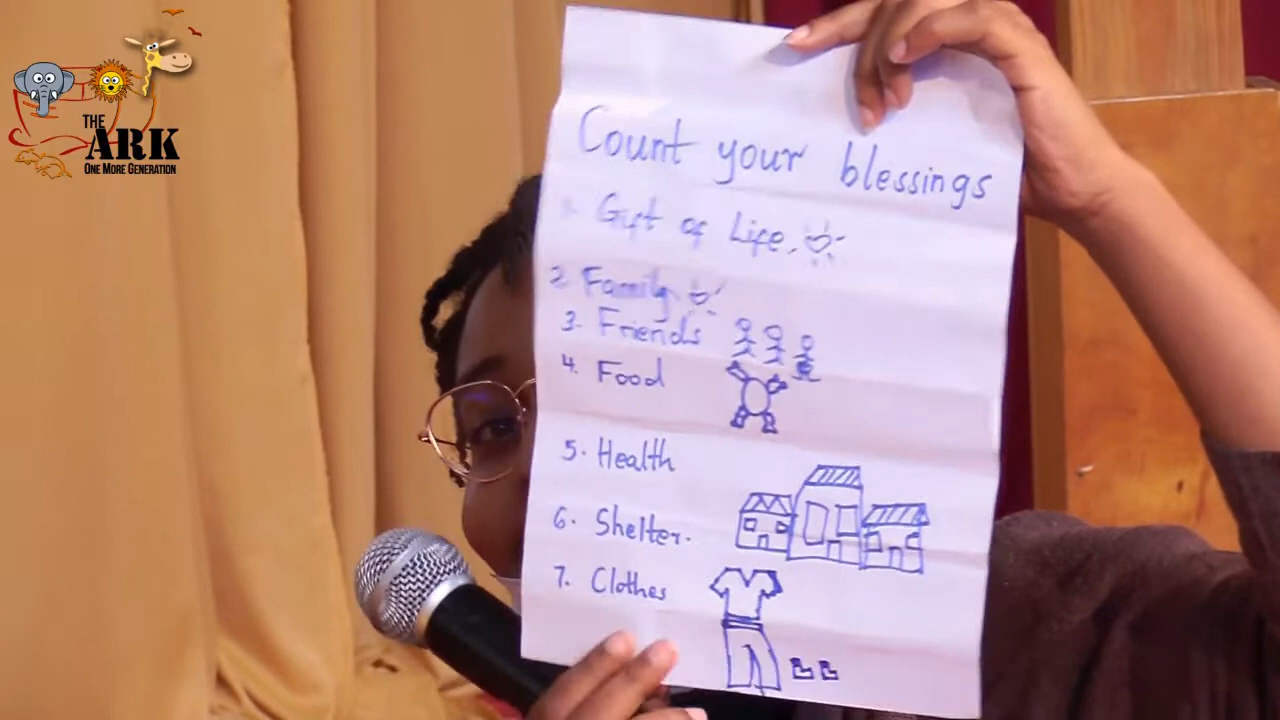 THE
ARK
ONE MORE GENERATION
Count your blessings
1. Gift of Life.
2. Family
3. Friends
4. Food
5. Health
6. Shelter.
7. Clothes